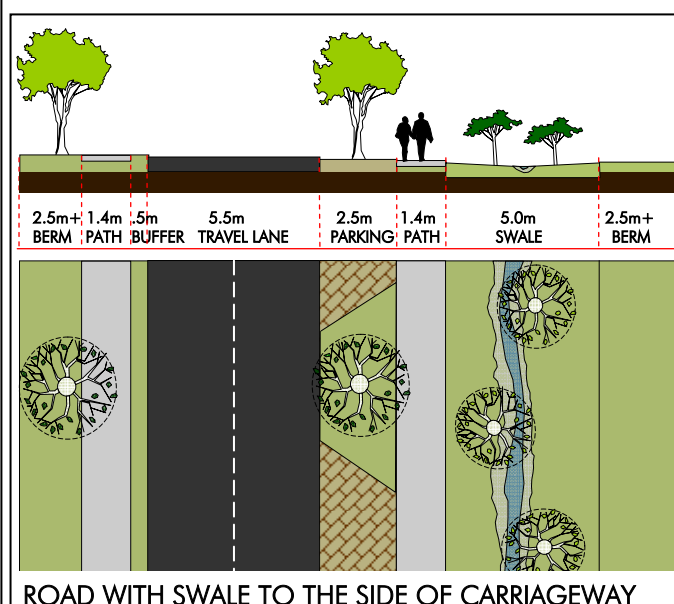 2.5m+ 1.4m .5m 5.5m 2.5m 1.4m 5.0m 2.5m+
BERM PATH BUFFER TRAVEL LANE PARKING PATH SWALE BERM
ROAD WITH SWALE TO THE SIDE OF CARRIAGEWAY